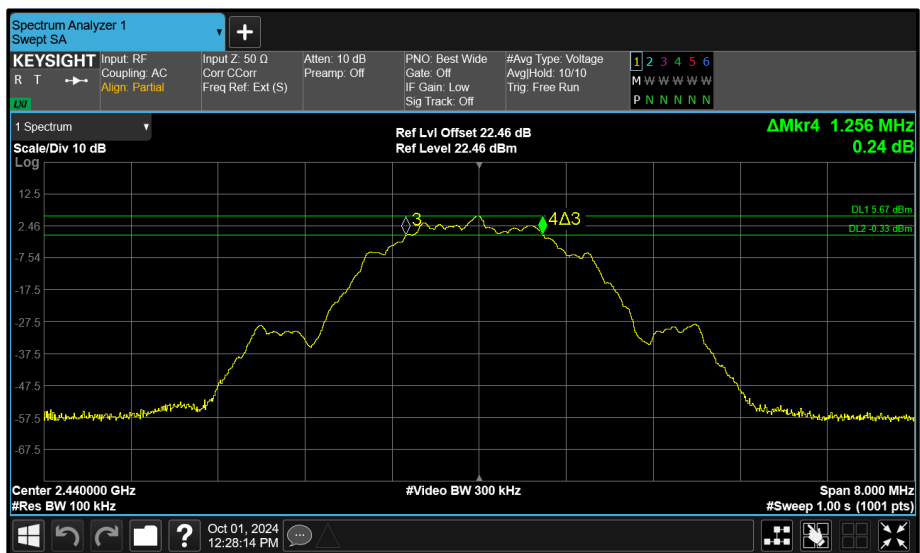 Spectrum Analyzer 1
Swept SA
KEYSIGHT
R T
LXI
Input: RF
Coupling: AC
Align: Partial
Input Z: 50 Ω
Corr CCorr
Freq Ref: Ext (S)
Atten: 10 dB
Preamp: Off
PNO: Best Wide
Gate: Off
IF Gain: Low
Sig Track: Off
#Avg Type: Voltage
Avg|Hold: 10/10
Trig: Free Run
1 2 3 4 5 6
M W W W W W
P N N N N N
1 Spectrum
Scale/Div 10 dB
Log
Ref Lvl Offset 22.46 dB
Ref Level 22.46 dBm
ΔMkr4 1.256 MHz
0.24 dB
12.5
DL1 5.67 dBm
3
4Δ3
2.46
DL2 -0.33 dBm
-7.54
-17.5
-27.5
-37.5
-47.5
-57.5
-67.5
Center 2.440000 GHz
#Video BW 300 kHz
Span 8.000 MHz
#Res BW 100 kHz
#Sweep 1.00 s (1001 pts)
?
Oct 01, 2024
12:28:14 PM